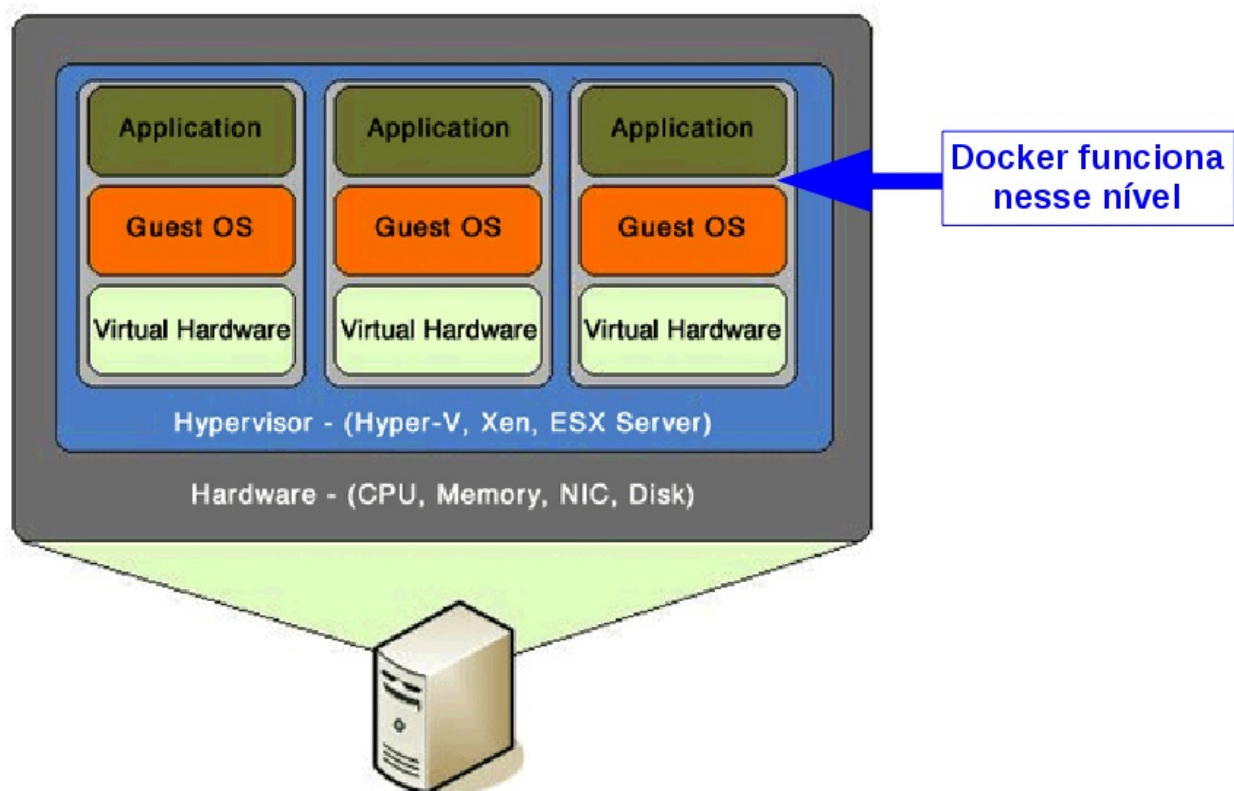 Application
Application
Application
Docker funciona
nesse nível
Guest OS
Guest OS
Guest OS
Virtual Hardware
Virtual Hardware
Virtual Hardware
Hypervisor - (Hyper-V, Xen, ESX Server)
Hardware - (CPU, Memory, NIC, Disk)